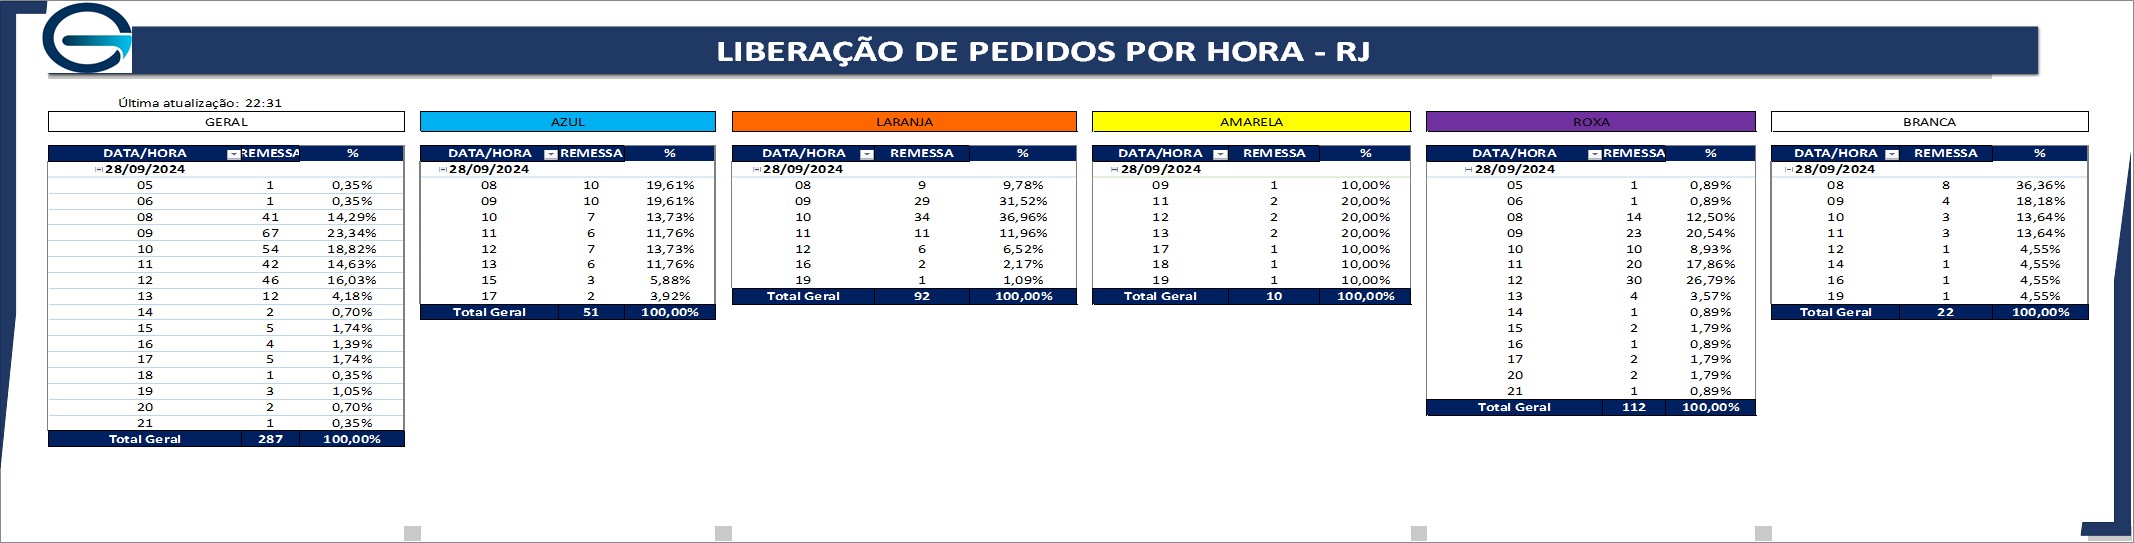 LIBERAÇÃO DE PEDIDOS POR HORA - RJ
Última atualização: 22:31
GERAL
DATA/HORA REMESSA %
28/09/2024
05 1 0,35%
06 1 0,35%
08 41 14,29%
09 67 23,34%
10 54 18,82%
11 42 14,63%
12 46 16,03%
13 12 4,18%
14 2 0,70%
15 5 1,74%
16 4 1,39%
17 5 1,74%
18 1 0,35%
19 3 1,05%
20 2 0,70%
21 1 0,35%
Total Geral 287 100,00%
AZUL
DATA/HORA REMESSA %
28/09/2024
08 10 19,61%
09 10 19,61%
10 7 13,73%
11 6 11,76%
12 7 13,73%
13 6 11,76%
15 3 5,88%
17 2 3,92%
Total Geral 51 100,00%
LARANJA
DATA/HORA REMESSA %
28/09/2024
08 9 9,78%
09 29 31,52%
10 34 36,96%
11 11 11,96%
12 6 6,52%
16 2 2,17%
19 1 1,09%
Total Geral 92 100,00%
AMARELA
DATA/HORA REMESSA %
28/09/2024
09 1 10,00%
11 2 20,00%
12 2 20,00%
13 2 20,00%
17 1 10,00%
18 1 10,00%
19 1 10,00%
Total Geral 10 100,00%
ROXA
DATA/HORA REMESSA %
28/09/2024
05 1 0,89%
06 1 0,89%
08 14 12,50%
09 23 20,54%
10 10 8,93%
11 20 17,86%
12 30 26,79%
13 4 3,57%
14 1 0,89%
15 2 1,79%
16 1 0,89%
17 2 1,79%
20 2 1,79%
21 1 0,89%
Total Geral 112 100,00%
BRANCA
DATA/HORA REMESSA %
28/09/2024
08 8 36,36%
09 4 18,18%
10 3 13,64%
11 3 13,64%
12 1 4,55%
14 1 4,55%
16 1 4,55%
19 1 4,55%
Total Geral 22 100,00%